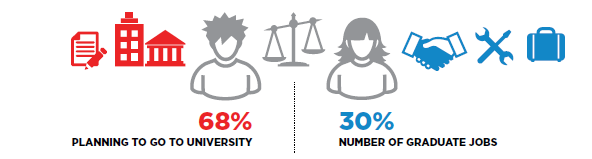 68%
PLANNING TO GO TO UNIVERSITY
30%
NUMBER OF GRADUATE JOBS